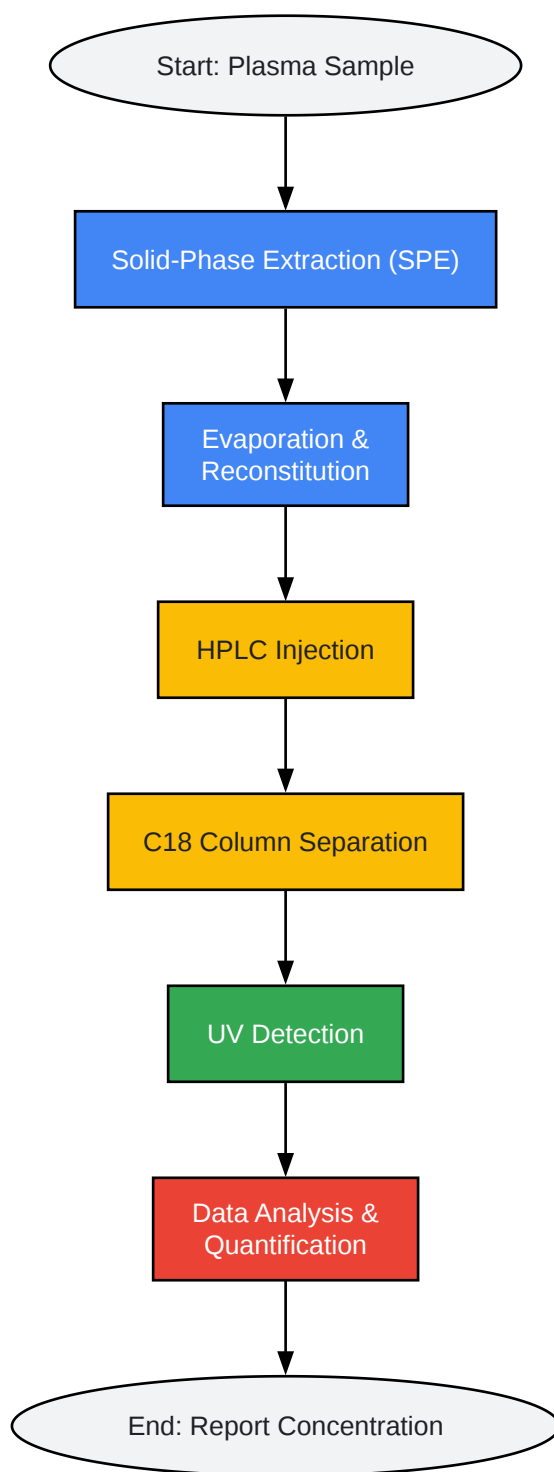 Start: Plasma Sample
Solid-Phase Extraction (SPE)
Evaporation &
Reconstitution
HPLC Injection
C18 Column Separation
UV Detection
Data Analysis &
Quantification
End: Report Concentration